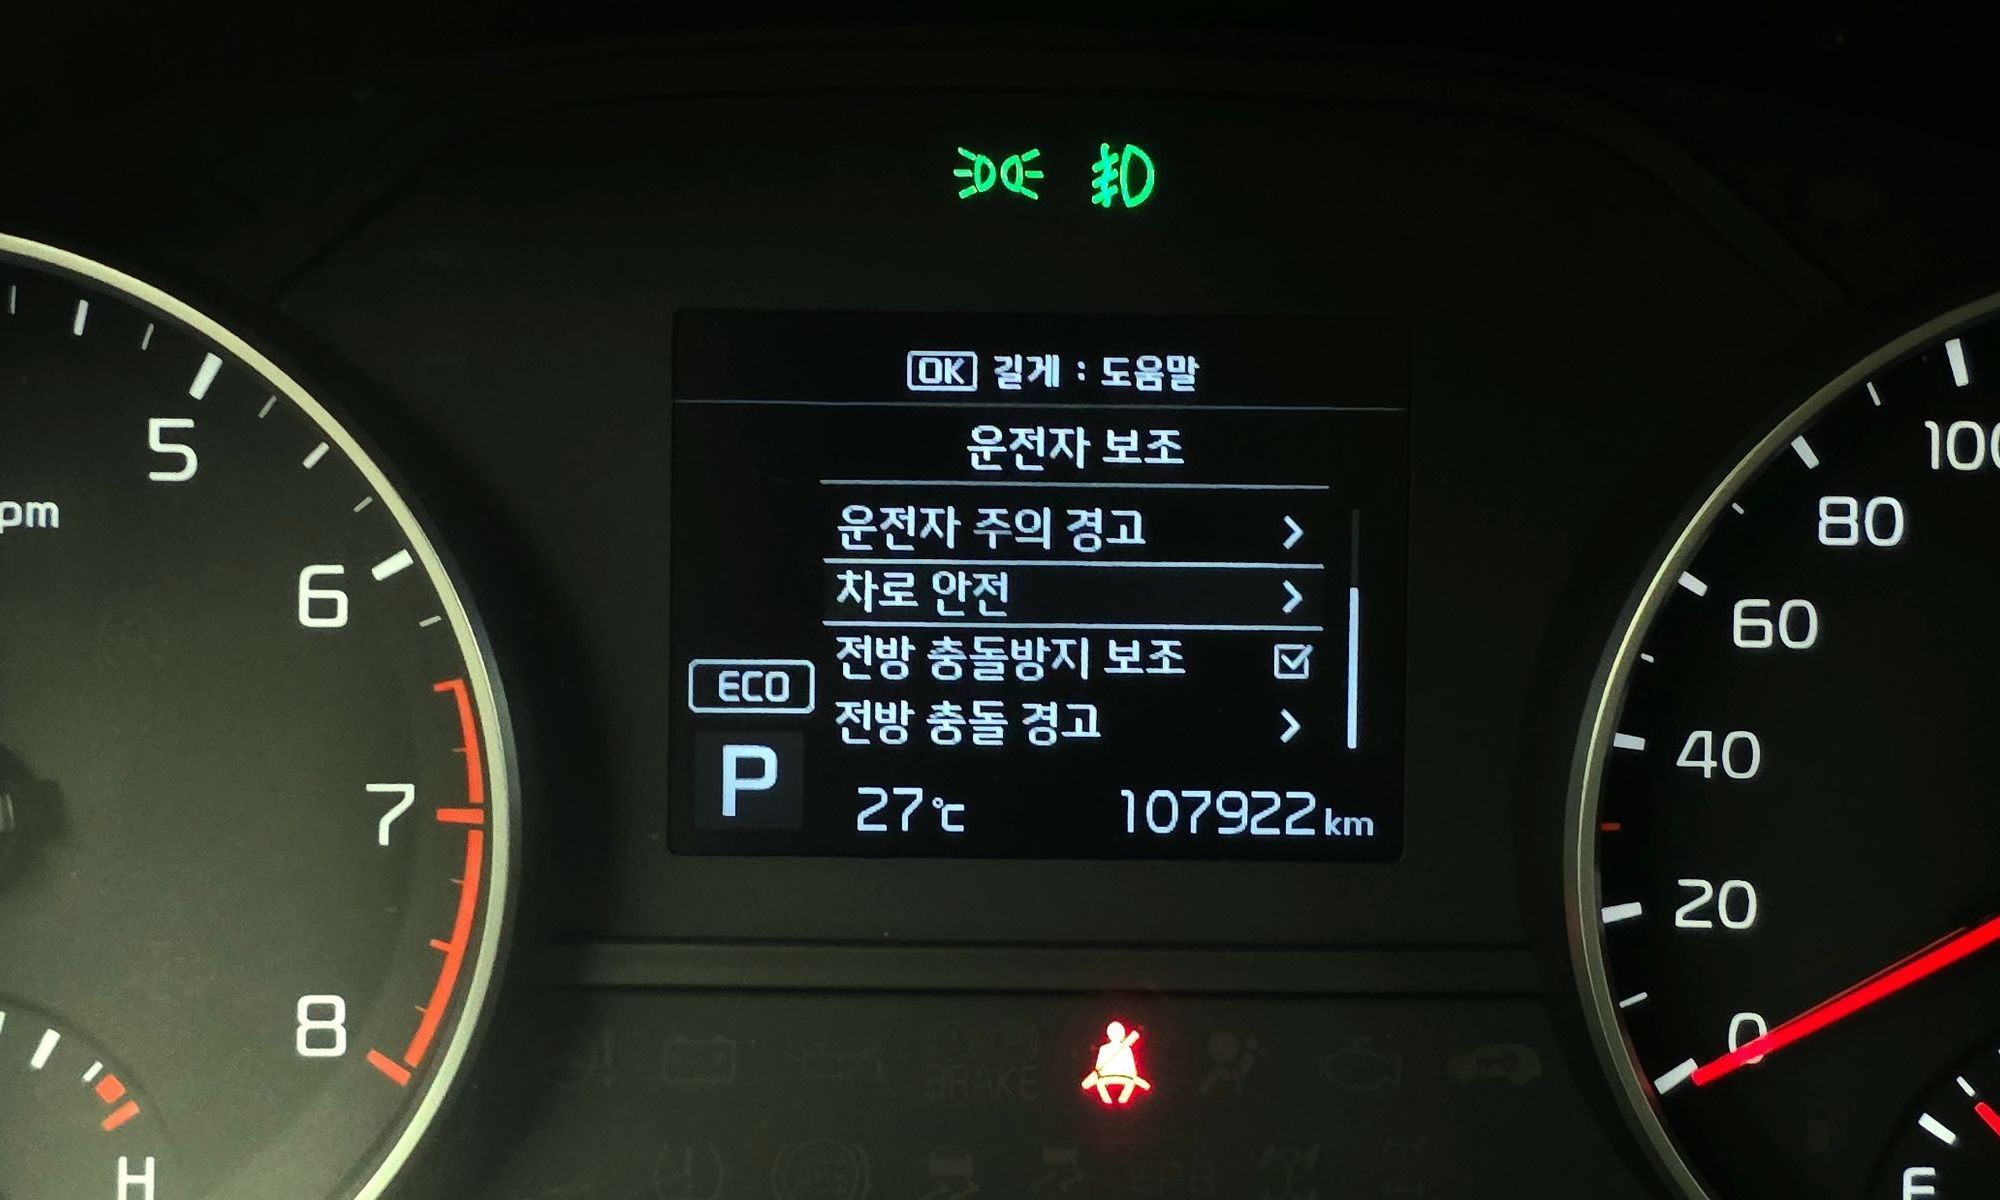 OK 길게 : 도움말
운전자 보조
운전자 주의 경고
차로 안전
전방 충돌방지 보조
전방 충돌 경고
ECO
P
27℃
107922 km
5
pm
6
7
8
H
100
80
60
40
20
0
BRAKE